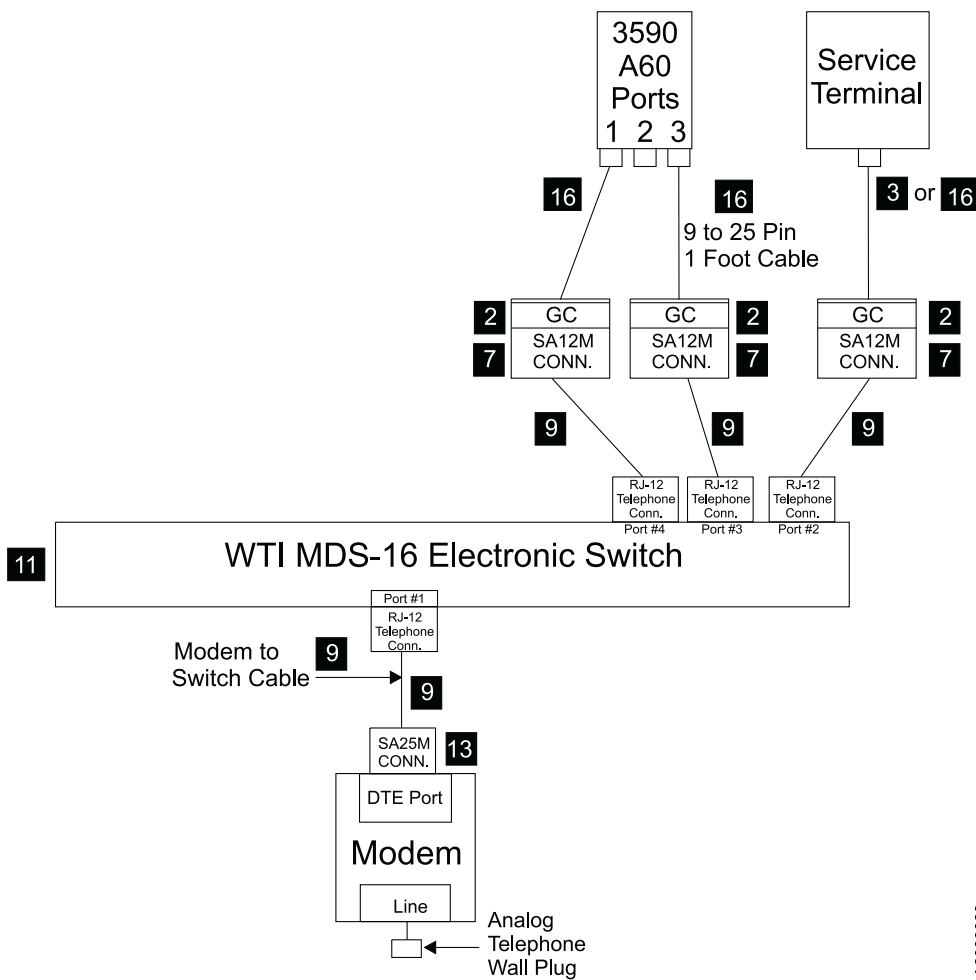 3590
A60
Ports
1 2 3
Service
Terminal
16
16
3 or 16
9 to 25 Pin
1 Foot Cable
2
GC
GC
2
GC
2
7
SA12M
CONN.
SA12M
CONN.
7
SA12M
CONN.
7
9
9
9
RJ-12
Telephone
Conn.
Port #4
RJ-12
Telephone
Conn.
Port #3
RJ-12
Telephone
Conn.
Port #2
11
WTI MDS-16 Electronic Switch
Port #1
RJ-12
Telephone
Conn.
Modem to
Switch Cable
9
9
SA25M
CONN.
13
DTE Port
Modem
Line
Analog
Telephone
Wall Plug